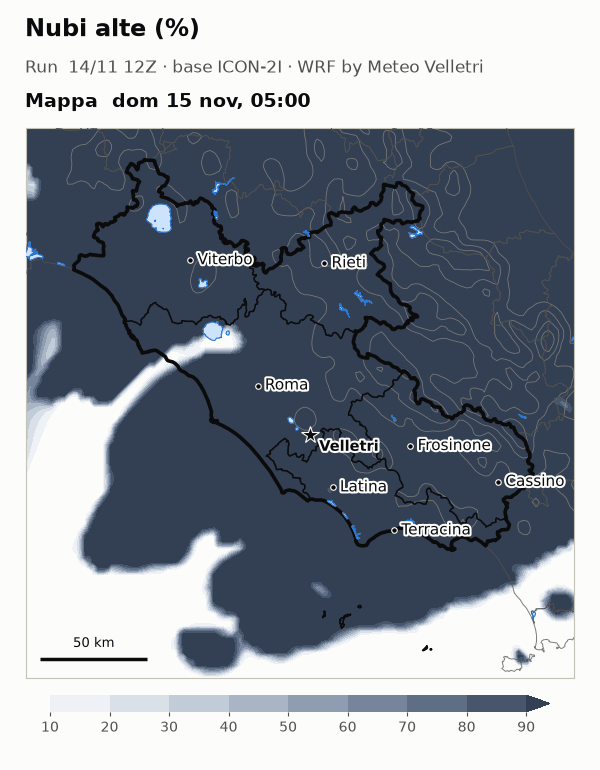 Nubi alte (%)
Run  14/11 12Z · base ICON-2I · WRF by Meteo Velletri
Mappa  dom 15 nov, 05:00
Viterbo
Rieti
Roma
Velletri
Frosinone
Cassino
Latina
Terracina
50 km
10 20 30 40 50 60 70 80 90